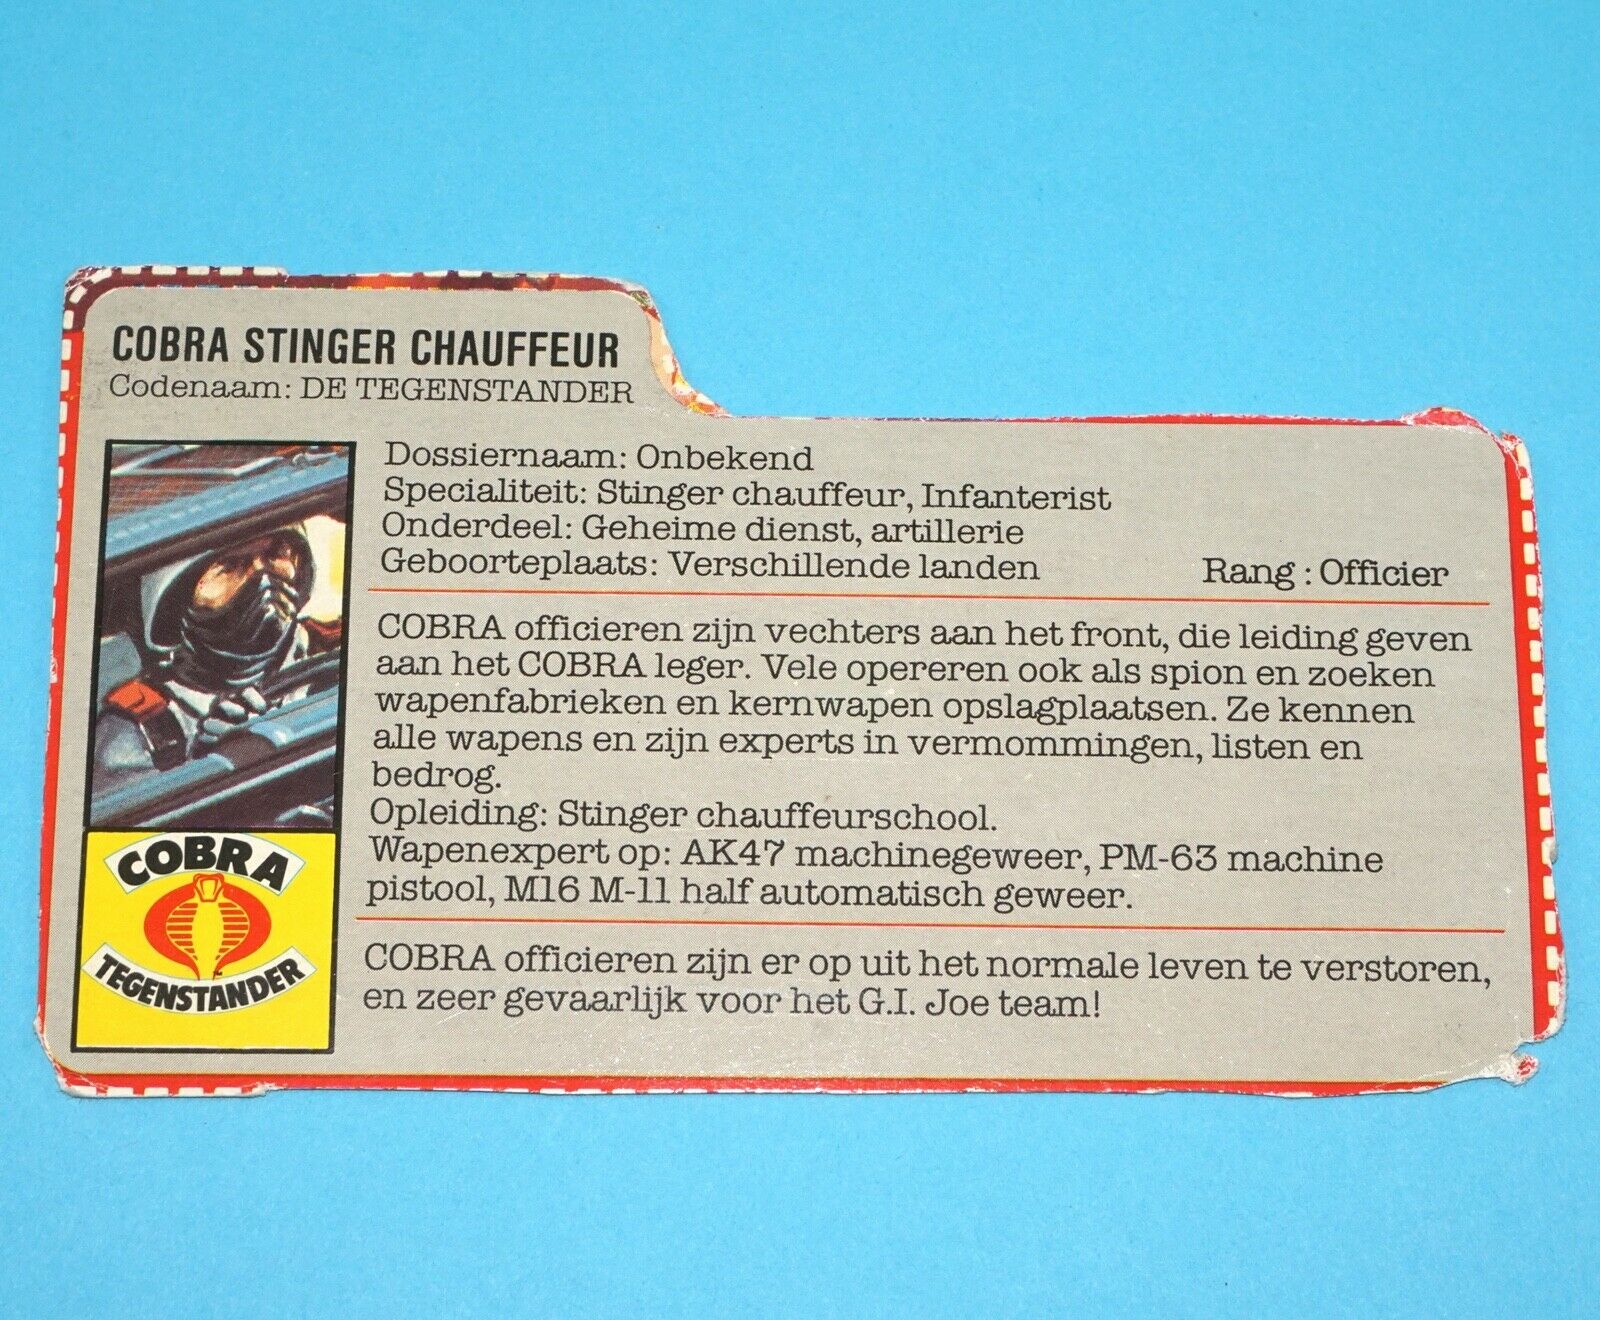 COBRA STINGER CHAUFFEUR
Codenaam: DE TEGENSTANDER
Dossiernaam: Onbekend
Specialiteit: Stinger chauffeur, Infanterist
Onderdeel: Geheime dienst, artillerie
Geboorteplaats: Verschillende landen Rang : Officier
COBRA officieren zijn vechters aan het front, die leiding geven
aan het COBRA leger. Vele opereren ook als spion en zoeken
wapenfabrieken en kernwapen opslagplaatsen. Ze kennen
alle wapens en zijn experts in vermommingen, listen en
bedrog.
Opleiding: Stinger chauffeurschool.
Wapenexpert op: AK47 machinegeweer, PM-63 machine
pistool, M16 M-11 half automatisch geweer.
COBRA officieren zijn er op uit het normale leven te verstoren,
en zeer gevaarlijk voor het G.I. Joe team!
COBRA
TM
TEGENSTANDER